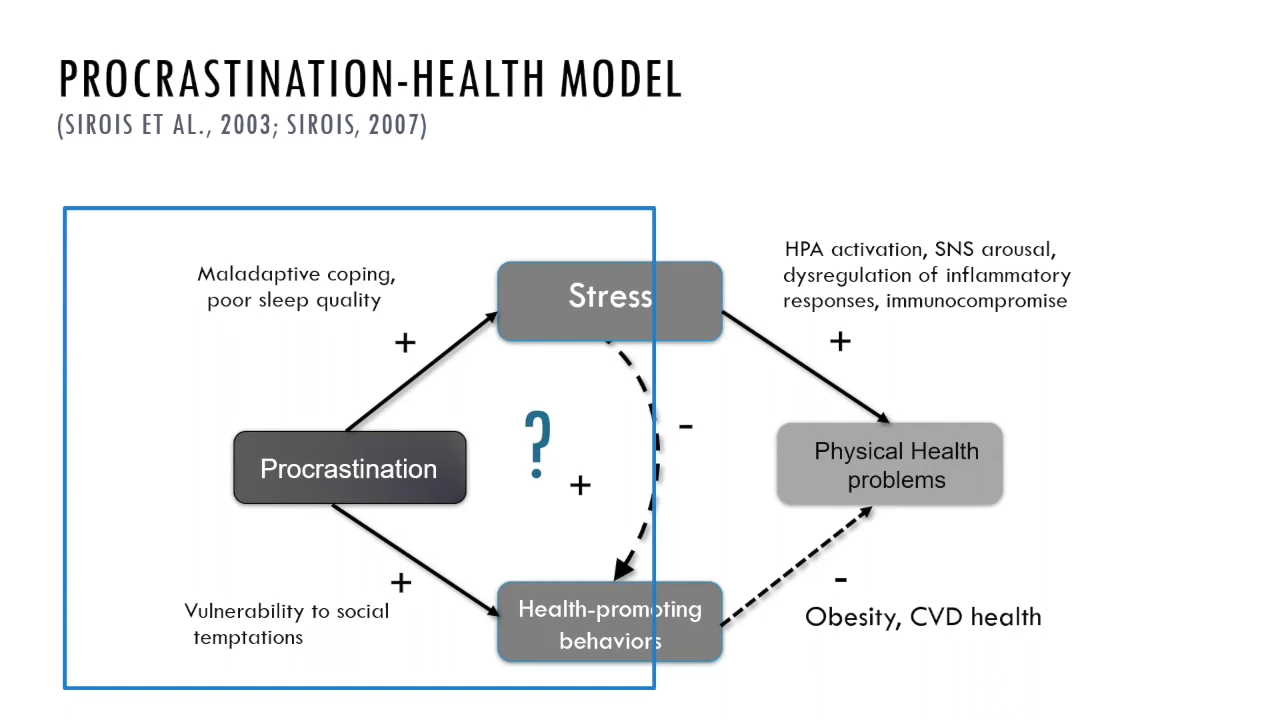 PROCRASTINATION-HEALTH MODEL
(SIROIS ET AL., 2003; SIROIS, 2007)
Maladaptive coping,
poor sleep quality
+
Stress
HPA activation, SNS arousal,
dysregulation of inflammatory
responses, immunocompromise
+
Procrastination
?
+
-
Physical Health
problems
+
Vulnerability to social
temptations
Health-promoting
behaviors
-
Obesity, CVD health